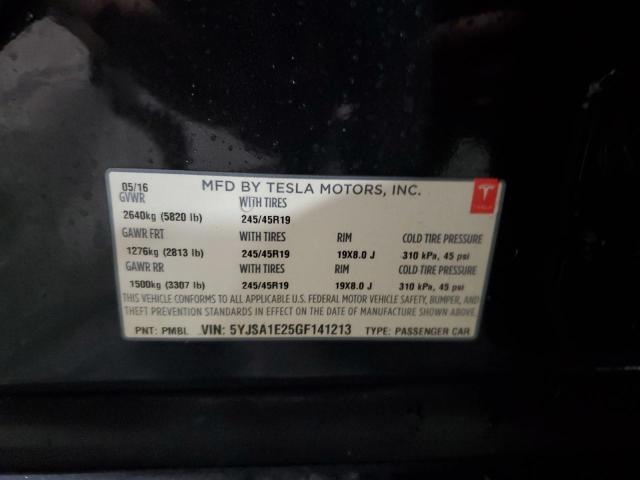 05/16 MFD BY TESLA MOTORS, INC.
GVWR WITH TIRES
2640kg (5820 lb) 245/45R19
GAWR FRT WITH TIRES RIM COLD TIRE PRESSURE
1276kg (2813 lb) 245/45R19 19X8.0 J 310 kPa, 45 psi
GAWR RR WITH TIRES RIM COLD TIRE PRESSURE
1500kg (3307 lb) 245/45R19 19X8.0 J 310 kPa, 45 psi
THIS VEHICLE CONFORMS TO ALL APPLICABLE U.S. FEDERAL MOTOR VEHICLE SAFETY, BUMPER, AND
THEFT PREVENTION STANDARDS IN EFFECT ON THE DATE OF MANUFACTURE SHOWN ABOVE.
PNT: PMBL VIN: 5YJSA1E25GF141213 TYPE: PASSENGER CAR
TESLA